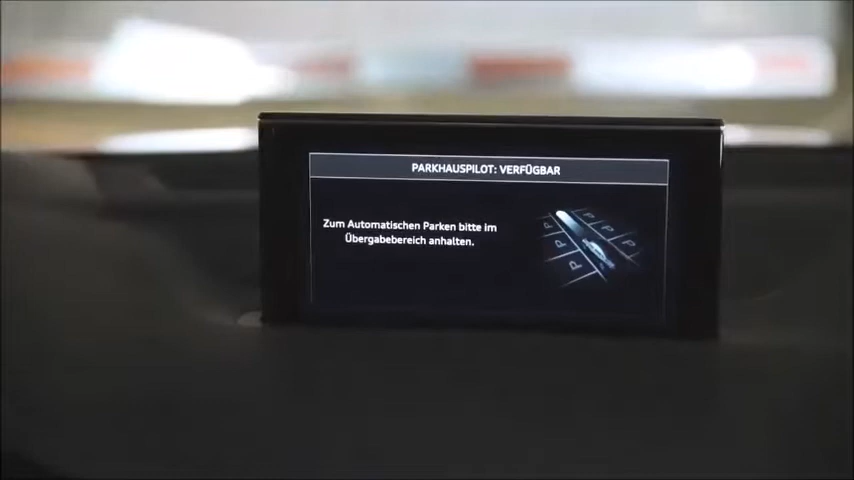 PARKHAUSPILOT: VERFÜGBAR
Zum Automatischen Parken bitte im
Übergabebereich anhalten.
P
P
P
P
P
P